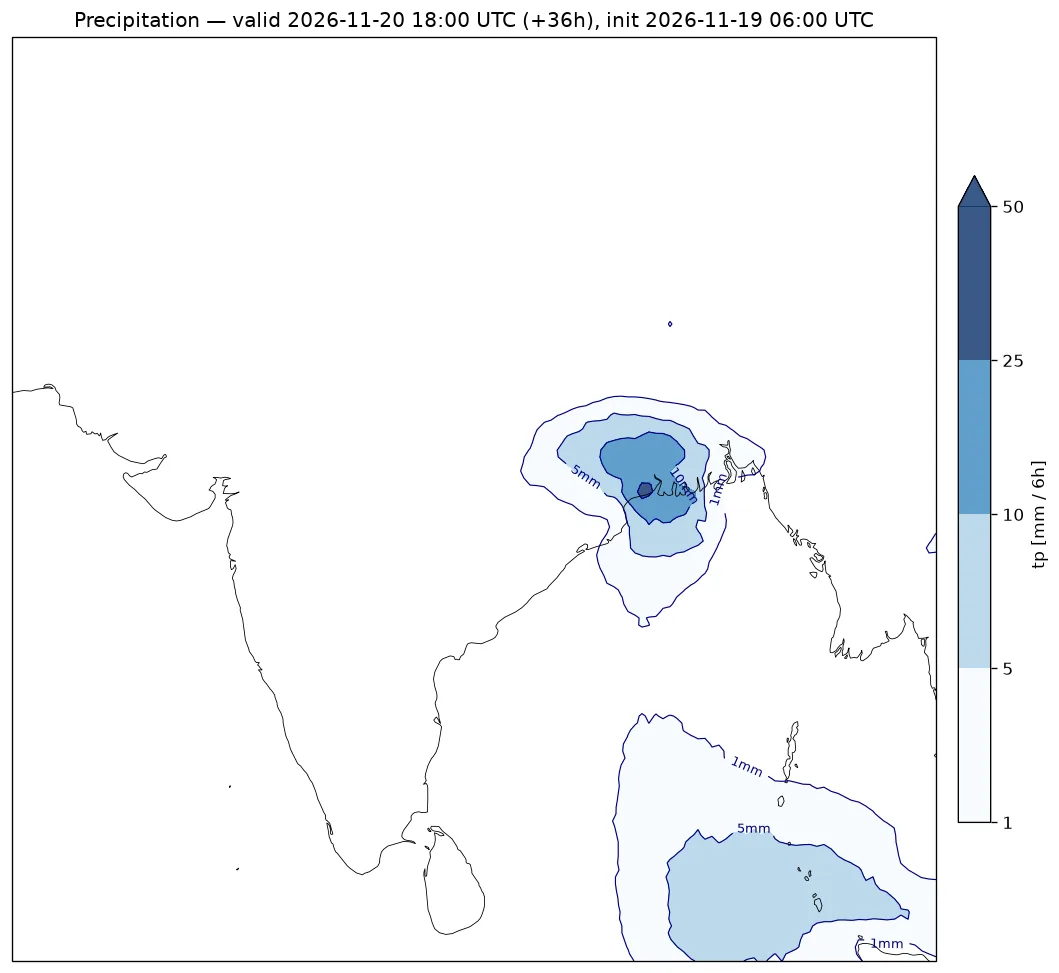 Precipitation — valid 2026-11-20 18:00 UTC (+36h), init 2026-11-19 06:00 UTC
50
25
10
5
1
tp [mm / 6h]
5mm
10mm
1mm
1mm
5mm
1mm